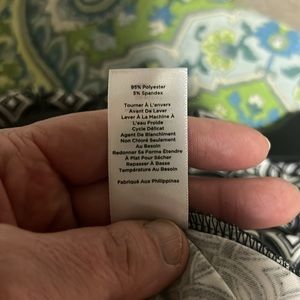 95% Polyester
5% Spandex
Tourner À L'envers
Avant De Laver
Laver À La Machine À
L'eau Froide
Cycle Délicat
Agent De Blanchiment
Non Chloré Seulement
Au Besoin
Redonner Sa Forme Étendre
À Plat Pour Sécher
Repasser À Basse
Température Au Besoin
Fabriqué Aux Philippines